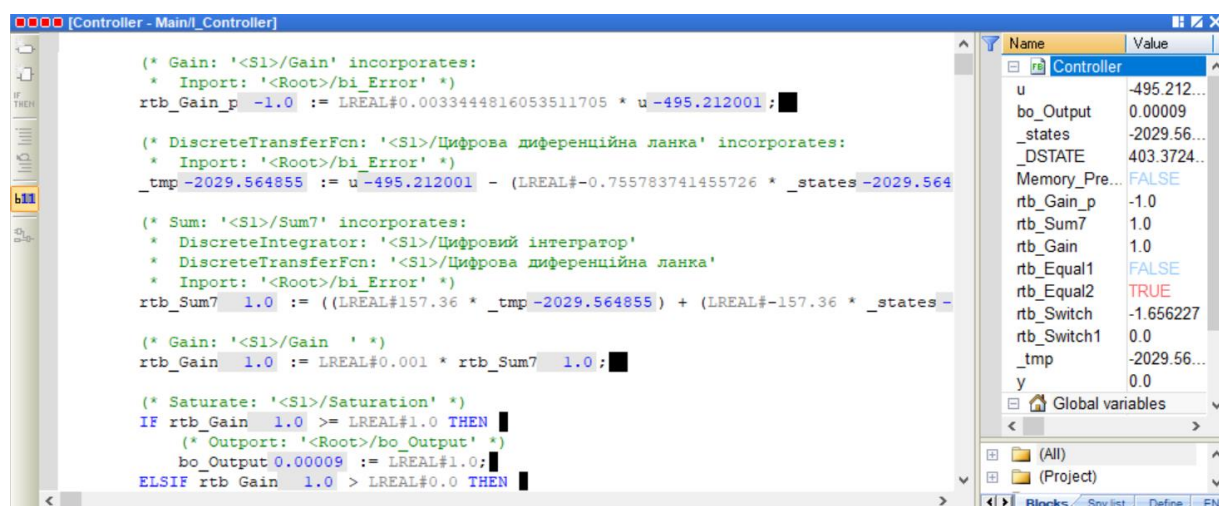 [Controller - Main/I_Controller]
(* Gain: '<S1>/Gain' incorporates:
*  Inport: '<Root>/bi_Error' *)
rtb_Gain_p -1.0 := LREAL#0.0033444816053511705 * u -495.212001 ;
(* DiscreteTransferFcn: '<S1>/Цифрова диференційна ланка' incorporates:
*  Inport: '<Root>/bi_Error' *)
_tmp -2029.564855 := u -495.212001 - (LREAL#-0.755783741455726 * _states -2029.564
(* Sum: '<S1>/Sum7' incorporates:
*  DiscreteIntegrator: '<S1>/Цифровий інтегратор'
*  DiscreteTransferFcn: '<S1>/Цифрова диференційна ланка'
*  Inport: '<Root>/bi_Error' *)
rtb_Sum7 1.0 := ((LREAL#157.36 * _tmp -2029.564855 ) + (LREAL#-157.36 * _states -
(* Gain: '<S1>/Gain  ' *)
rtb_Gain 1.0 := LREAL#0.001 * rtb_Sum7 1.0 ;
(* Saturate: '<S1>/Saturation' *)
IF rtb_Gain 1.0 >= LREAL#1.0 THEN
(* Outport: '<Root>/bo_Output' *)
bo_Output 0.00009 := LREAL#1.0;
ELSIF rtb_Gain 1.0 > LREAL#0.0 THEN
IF
THEN
Name Value
FB Controller
u -495.212...
bo_Output 0.00009
_states -2029.56...
_DSTATE 403.3724...
Memory_Pre... FALSE
rtb_Gain_p -1.0
rtb_Sum7 1.0
rtb_Gain 1.0
rtb_Equal1 FALSE
rtb_Equal2 TRUE
rtb_Switch -1.656227
rtb_Switch1 0.0
_tmp -2029.56...
y 0.0
Global variables
(All)
(Project)
Blocks Spy list Define EN